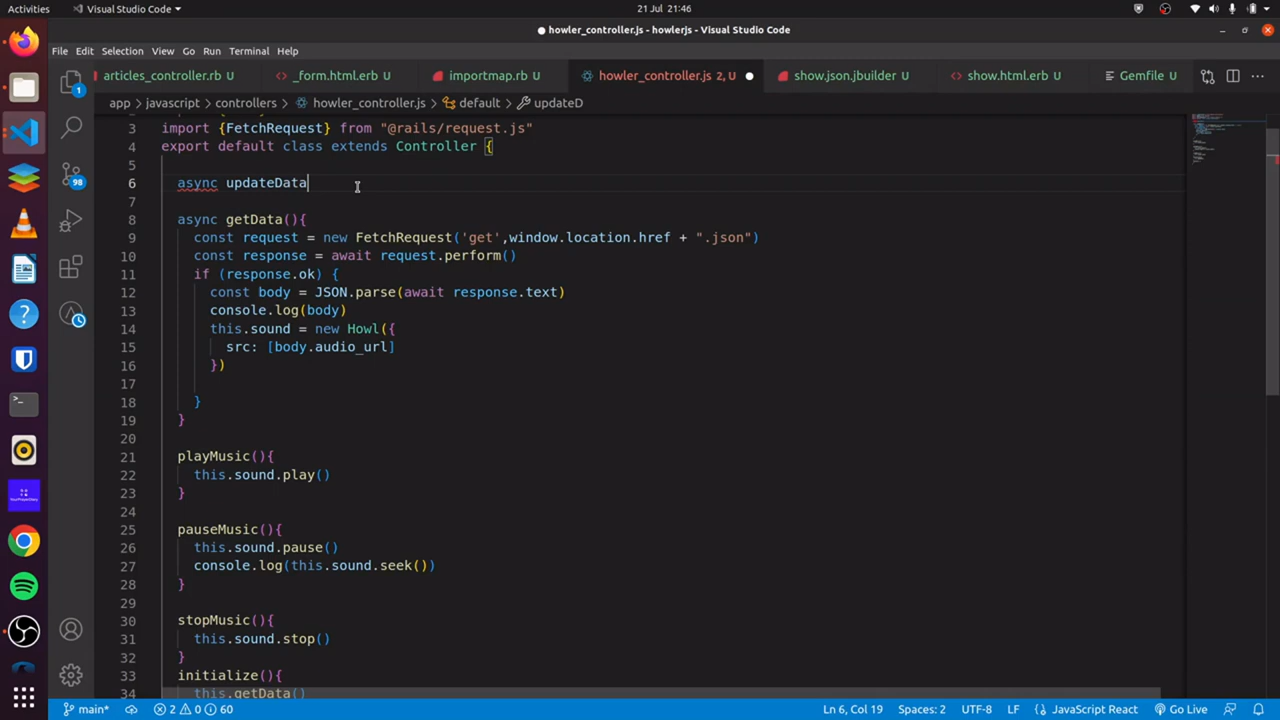 Activities
Visual Studio Code
21 Jul 21:46
howler_controller.js - howlerjs - Visual Studio Code
File Edit Selection View Go Run Terminal Help
articles_controller.rb U
_form.html.erb U
importmap.rb U
howler_controller.js 2, U
show.json.jbuilder U
show.html.erb U
Gemfile U
app > javascript > controllers > howler_controller.js > default > updateD
3 import {FetchRequest} from "@rails/request.js"
4 export default class extends Controller {
5
6 async updateData
7
8 async getData(){
9 const request = new FetchRequest('get',window.location.href + ".json")
10 const response = await request.perform()
11 if (response.ok) {
12 const body = JSON.parse(await response.text)
13 console.log(body)
14 this.sound = new Howl({
15 src: [body.audio_url]
16 })
17
18 }
19 }
20
21 playMusic(){
22 this.sound.play()
23 }
24
25 pauseMusic(){
26 this.sound.pause()
27 console.log(this.sound.seek())
28 }
29
30 stopMusic(){
31 this.sound.stop()
32 }
33 initialize(){
34 this.getData()
1
98
main* 2 0 60
Ln 6, Col 19 Spaces: 2 UTF-8 LF JavaScript React Go Live